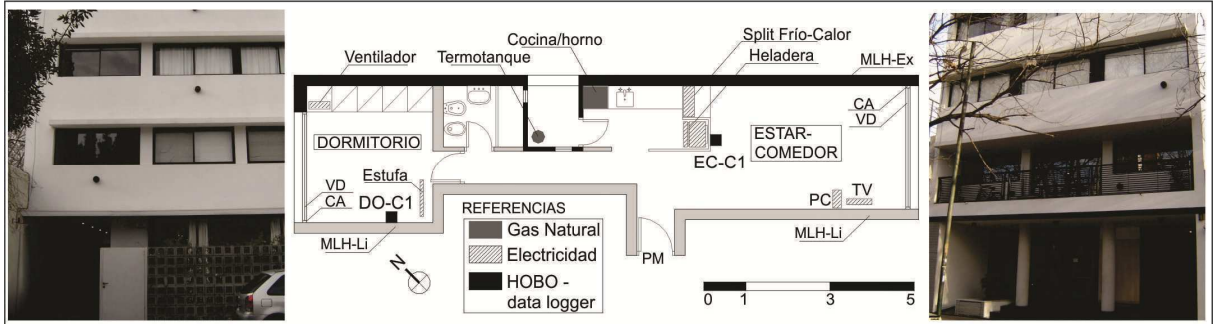 Ventilador
Termotanque
Cocina/horno
Split Frío-Calor
Heladera
MLH-Ex
CA
VD
DORMITORIO
ESTAR-
COMEDOR
EC-C1
Estufa
VD
CA
DO-C1
PC
TV
MLH-Li
MLH-Li
PM
N
REFERENCIAS
Gas Natural
Electricidad
HOBO -
data logger
0 1 3 5